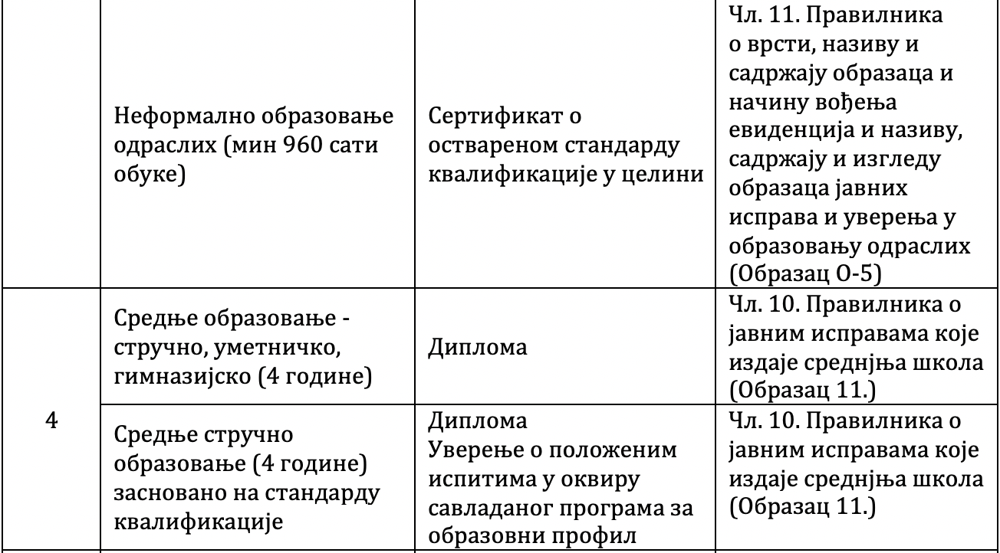 Неформално образовање
одраслих (мин 960 сати
обуке)
Сертификат о
оствареном стандарду
квалификације у целини
Чл. 11. Правилника
о врсти, називу и
садржају образаца и
начину вођења
евиденција и називу,
садржају и изгледу
образаца јавних
исправа и уверења у
образовању одраслих
(Образац О-5)
4
Средње образовање -
стручно, уметничко,
гимназијско (4 године)
Диплома
Чл. 10. Правилника о
јавним исправама које
издаје среднјња школа
(Образац 11.)
Средње стручно
образовање (4 године)
засновано на стандарду
квалификације
Диплома
Уверење о положеним
испитима у оквиру
савладаног програма за
образовни профил
Чл. 10. Правилника о
јавним исправама које
издаје среднјња школа
(Образац 11.)